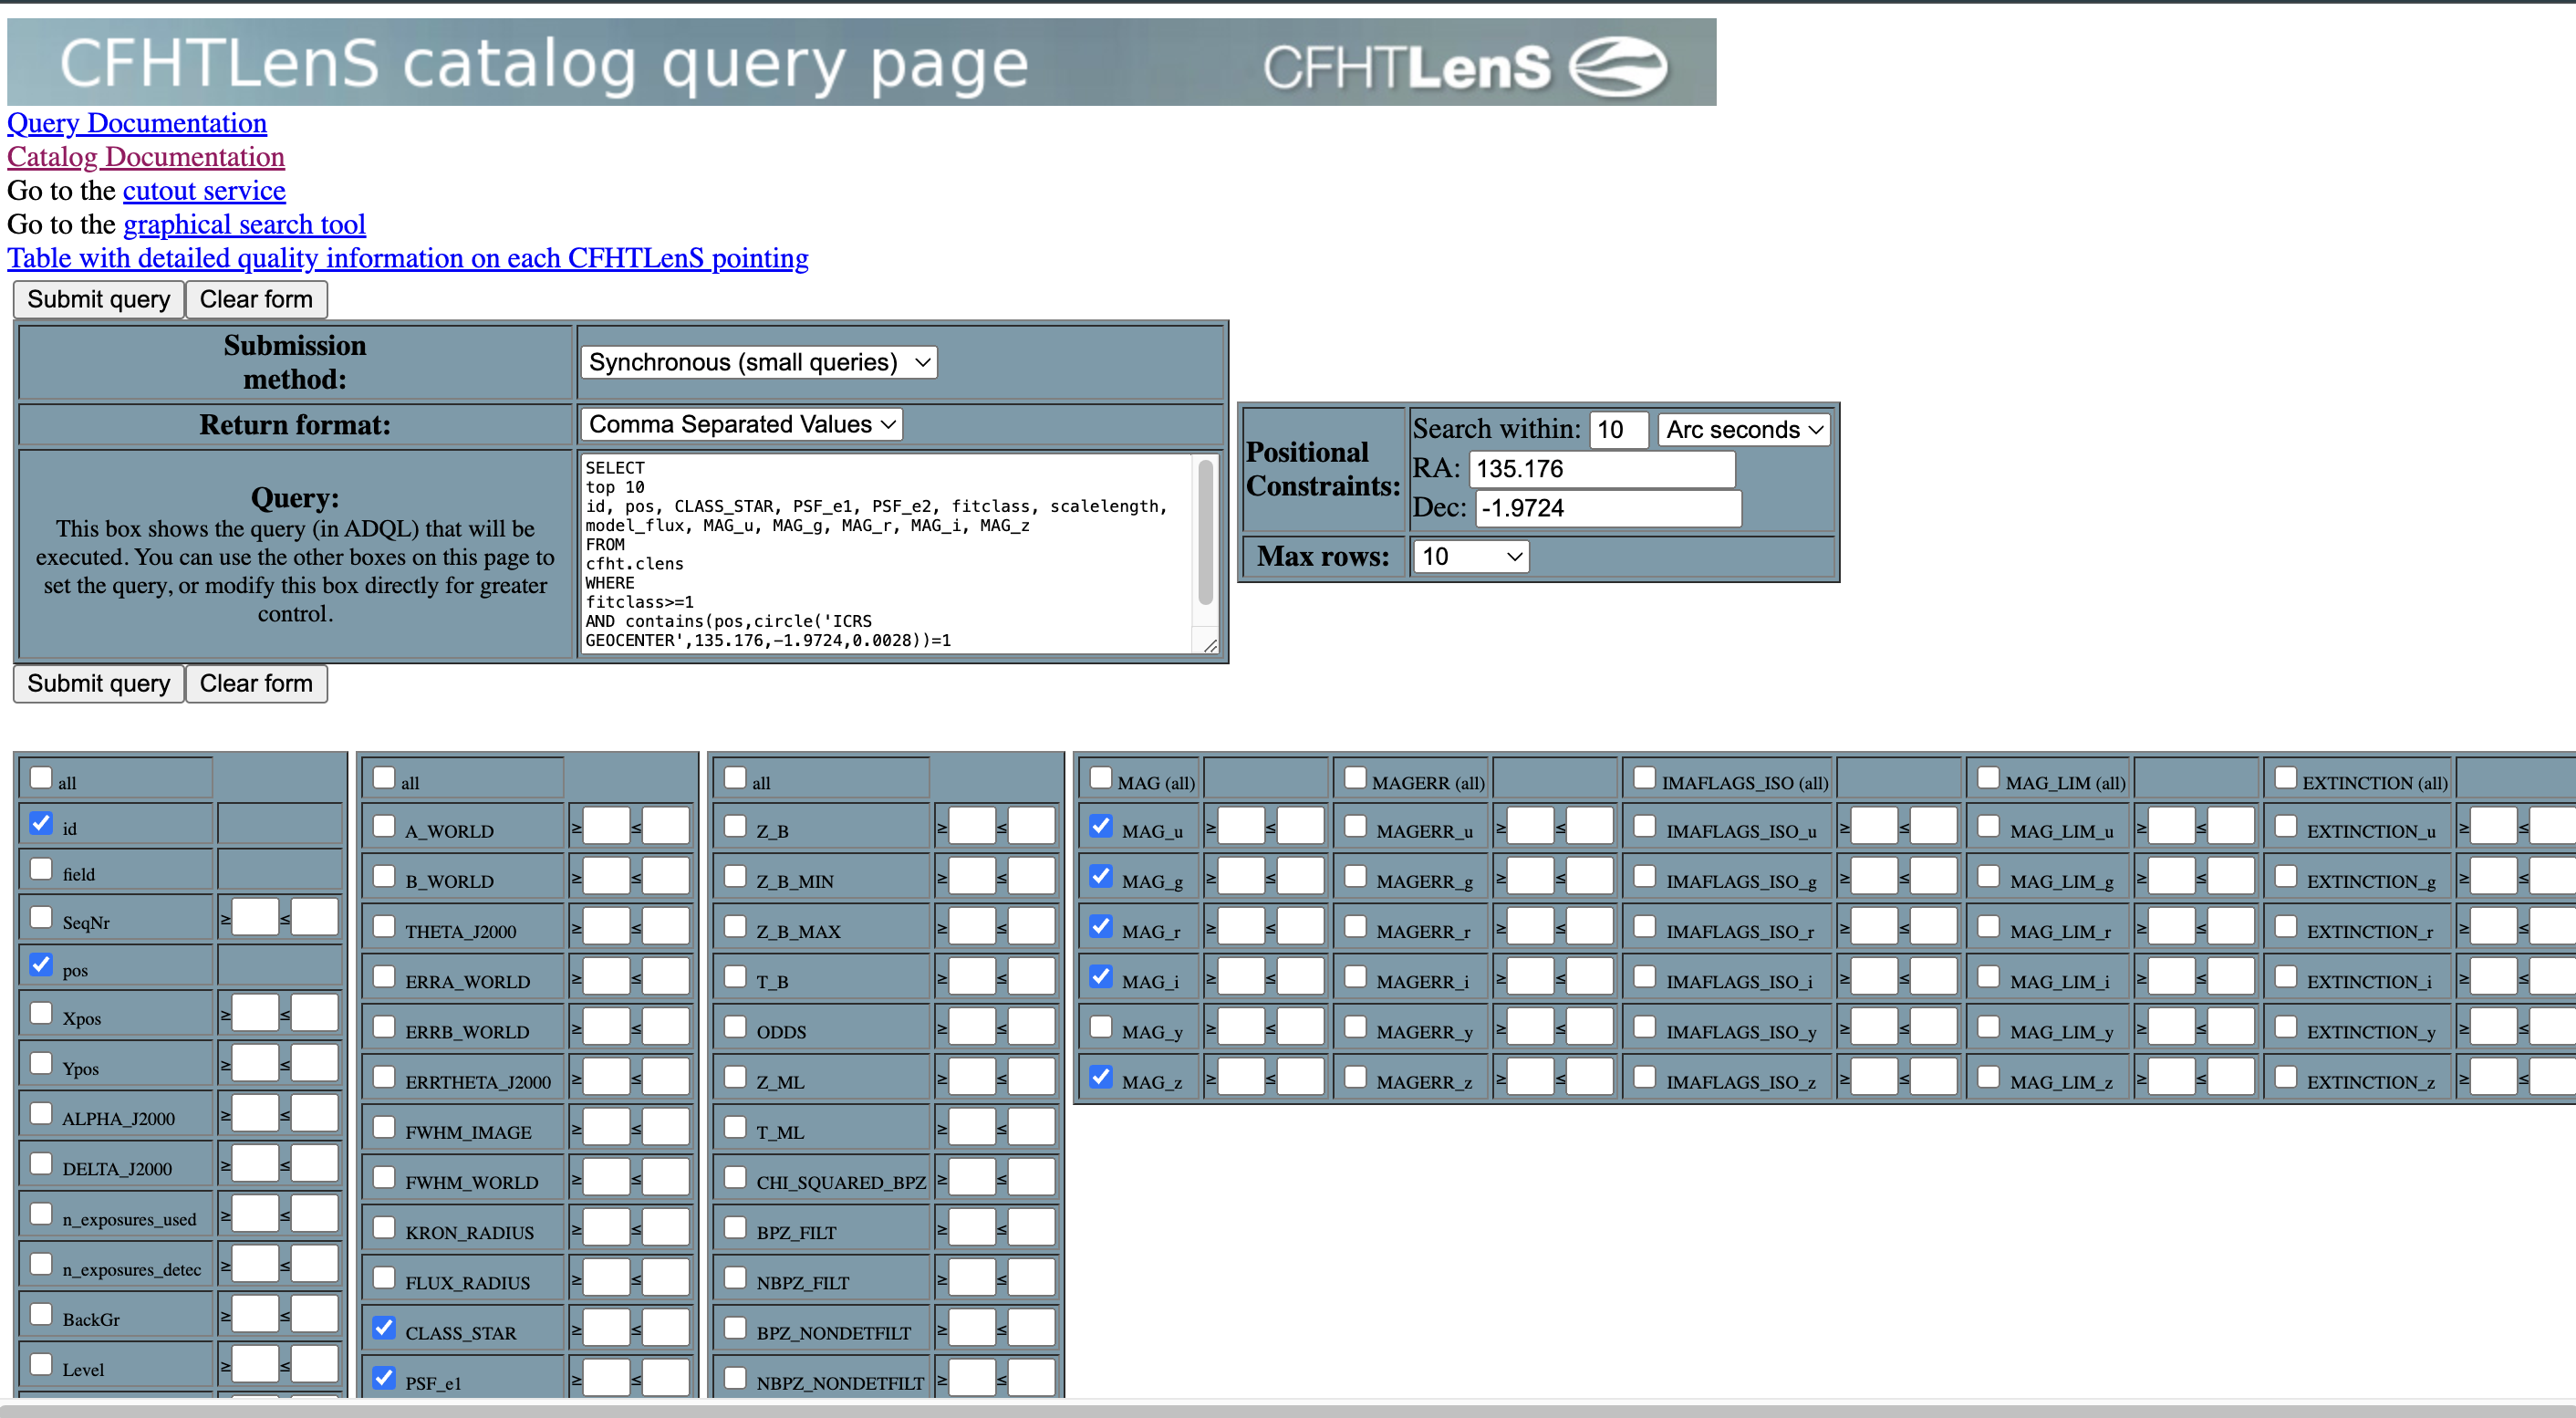 CFHTLenS catalog query page
CFHTLenS
Query Documentation
Catalog Documentation
Go to the cutout service
Go to the graphical search tool
Table with detailed quality information on each CFHTLenS pointing
Submit query Clear form
Submission
method:
Synchronous (small queries)
Return format:
Comma Separated Values
Query:
This box shows the query (in ADQL) that will be
executed. You can use the other boxes on this page to
set the query, or modify this box directly for greater
control.
SELECT
top 10
id, pos, CLASS_STAR, PSF_e1, PSF_e2, fitclass, scalelength,
model_flux, MAG_u, MAG_g, MAG_r, MAG_i, MAG_z
FROM
cfht.clens
WHERE
fitclass>=1
AND contains(pos,circle('ICRS
GEOCENTER',135.176,-1.9724,0.0028))=1
Positional
Constraints:
Search within: 10 Arc seconds
RA: 135.176
Dec: -1.9724
Max rows: 10
Submit query Clear form
all
id
field
SeqNr ≥ ≤
pos
Xpos ≥ ≤
Ypos ≥ ≤
ALPHA_J2000 ≥ ≤
DELTA_J2000 ≥ ≤
n_exposures_used ≥ ≤
n_exposures_detec ≥ ≤
BackGr ≥ ≤
Level ≥ ≤
all
A_WORLD ≥ ≤
B_WORLD ≥ ≤
THETA_J2000 ≥ ≤
ERRA_WORLD ≥ ≤
ERRB_WORLD ≥ ≤
ERRTHETA_J2000 ≥ ≤
FWHM_IMAGE ≥ ≤
FWHM_WORLD ≥ ≤
KRON_RADIUS ≥ ≤
FLUX_RADIUS ≥ ≤
CLASS_STAR ≥ ≤
PSF_e1 ≥ ≤
all
Z_B ≥ ≤
Z_B_MIN ≥ ≤
Z_B_MAX ≥ ≤
T_B ≥ ≤
ODDS ≥ ≤
Z_ML ≥ ≤
T_ML ≥ ≤
CHI_SQUARED_BPZ ≥ ≤
BPZ_FILT ≥ ≤
NBPZ_FILT ≥ ≤
BPZ_NONDETFILT ≥ ≤
NBPZ_NONDETFILT ≥ ≤
MAG (all) MAGERR (all) IMAFLAGS_ISO (all) MAG_LIM (all) EXTINCTION (all)
MAG_u ≥ ≤ MAGERR_u ≥ ≤ IMAFLAGS_ISO_u ≥ ≤ MAG_LIM_u ≥ ≤ EXTINCTION_u ≥ ≤
MAG_g ≥ ≤ MAGERR_g ≥ ≤ IMAFLAGS_ISO_g ≥ ≤ MAG_LIM_g ≥ ≤ EXTINCTION_g ≥ ≤
MAG_r ≥ ≤ MAGERR_r ≥ ≤ IMAFLAGS_ISO_r ≥ ≤ MAG_LIM_r ≥ ≤ EXTINCTION_r ≥ ≤
MAG_i ≥ ≤ MAGERR_i ≥ ≤ IMAFLAGS_ISO_i ≥ ≤ MAG_LIM_i ≥ ≤ EXTINCTION_i ≥ ≤
MAG_y ≥ ≤ MAGERR_y ≥ ≤ IMAFLAGS_ISO_y ≥ ≤ MAG_LIM_y ≥ ≤ EXTINCTION_y ≥ ≤
MAG_z ≥ ≤ MAGERR_z ≥ ≤ IMAFLAGS_ISO_z ≥ ≤ MAG_LIM_z ≥ ≤ EXTINCTION_z ≥ ≤